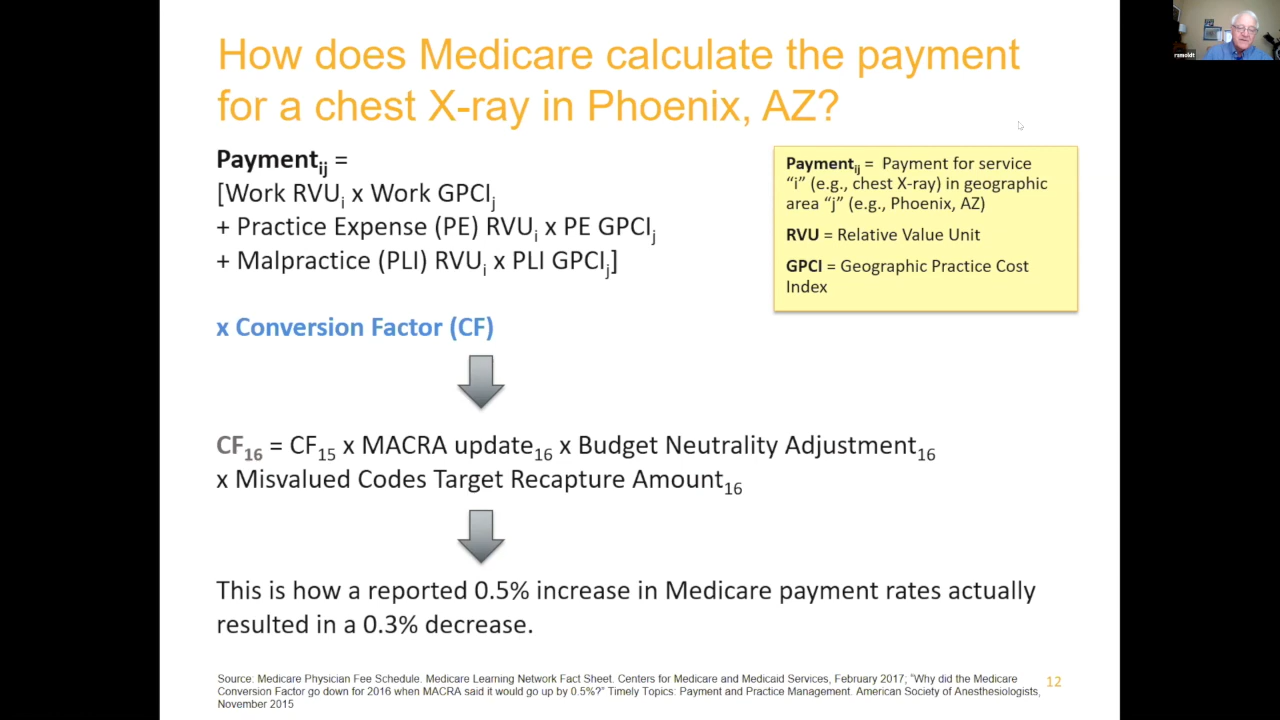 How does Medicare calculate the payment
for a chest X-ray in Phoenix, AZ?
Paymentij =
[Work RVUi x Work GPCIj
+ Practice Expense (PE) RVUi x PE GPCIj
+ Malpractice (PLI) RVUi x PLI GPCIj]
x Conversion Factor (CF)
Paymentij = Payment for service
“i” (e.g., chest X-ray) in geographic
area “j” (e.g., Phoenix, AZ)
RVU = Relative Value Unit
GPCI = Geographic Practice Cost
Index
CF16 = CF15 x MACRA update16 x Budget Neutrality Adjustment16
x Misvalued Codes Target Recapture Amount16
This is how a reported 0.5% increase in Medicare payment rates actually
resulted in a 0.3% decrease.
Source: Medicare Physician Fee Schedule. Medicare Learning Network Fact Sheet. Centers for Medicare and Medicaid Services, February 2017; “Why did the Medicare
Conversion Factor go down for 2016 when MACRA said it would go up by 0.5%?” Timely Topics: Payment and Practice Management. American Society of Anesthesiologists,
November 2015
12